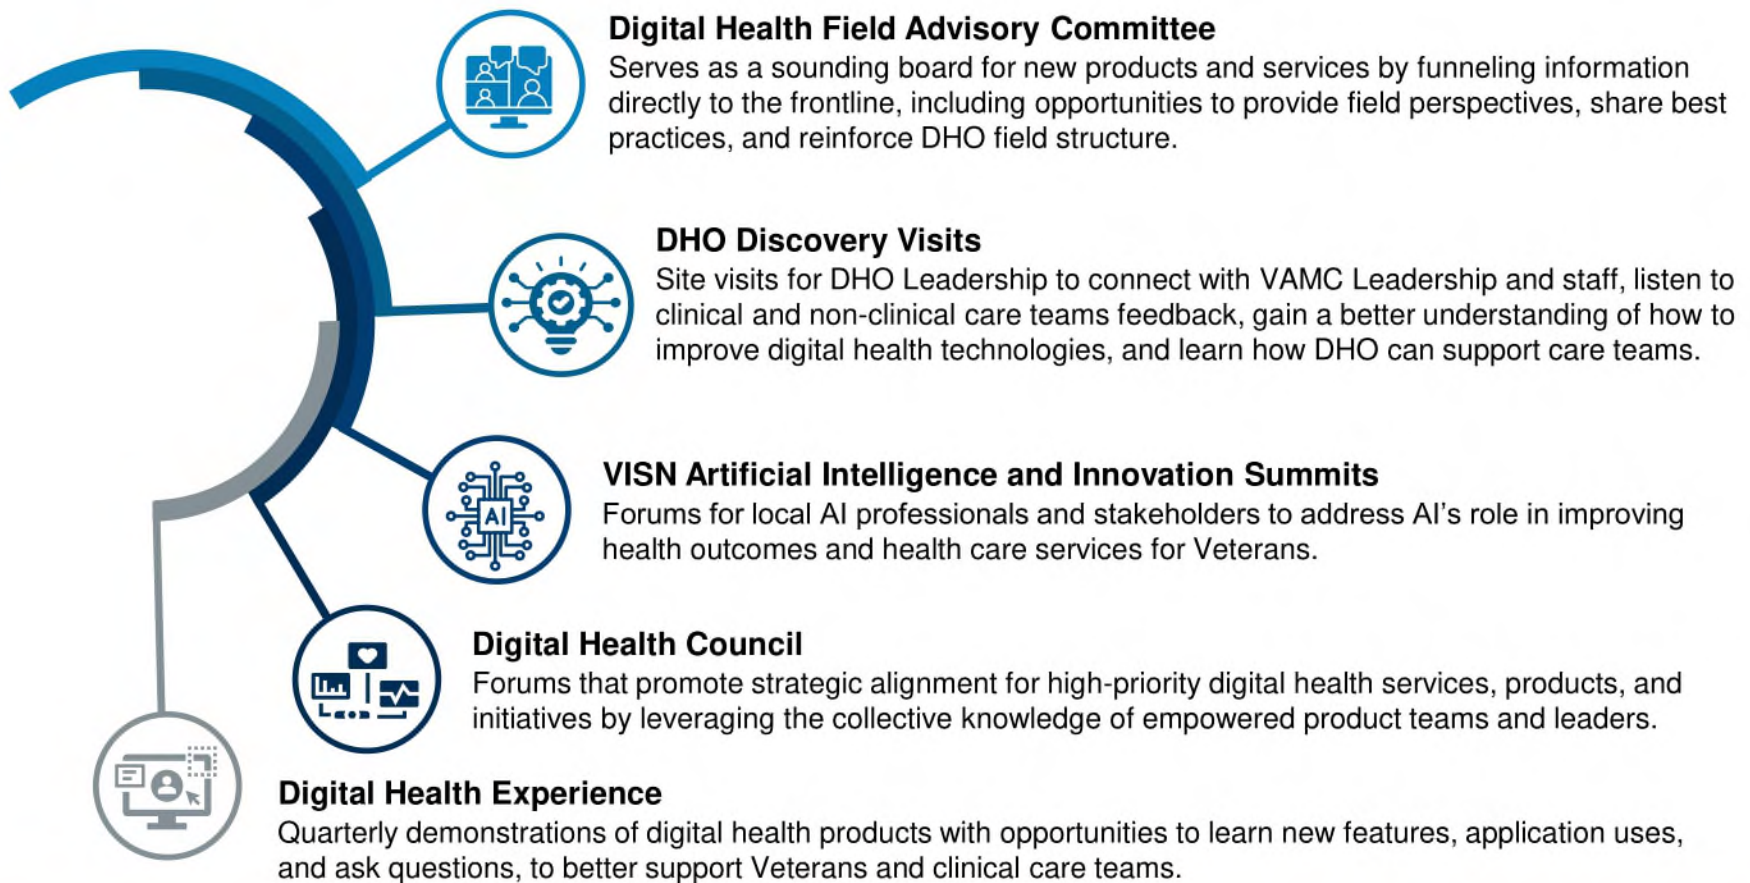 Digital Health Field Advisory Committee
Serves as a sounding board for new products and services by funneling information
directly to the frontline, including opportunities to provide field perspectives, share best
practices, and reinforce DHO field structure.
DHO Discovery Visits
Site visits for DHO Leadership to connect with VAMC Leadership and staff, listen to
clinical and non-clinical care teams feedback, gain a better understanding of how to
improve digital health technologies, and learn how DHO can support care teams.
VISN Artificial Intelligence and Innovation Summits
Forums for local AI professionals and stakeholders to address AI’s role in improving
health outcomes and health care services for Veterans.
AI
Digital Health Council
Forums that promote strategic alignment for high-priority digital health services, products, and
initiatives by leveraging the collective knowledge of empowered product teams and leaders.
Digital Health Experience
Quarterly demonstrations of digital health products with opportunities to learn new features, application uses,
and ask questions, to better support Veterans and clinical care teams.